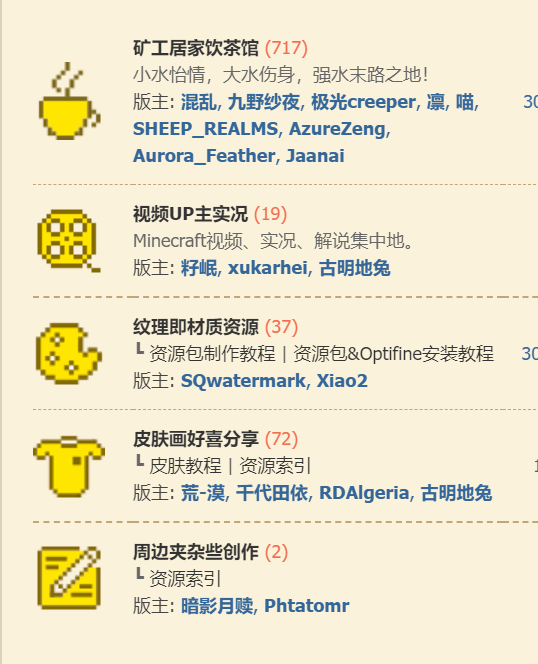 矿工居家饮茶馆 (717)
小水怡情，大水伤身，强水末路之地！
版主: 混乱, 九野纱夜, 极光creeper, 凛, 喵,
30
SHEEP_REALMS, AzureZeng,
Aurora_Feather, Jaanai
视频UP主实况 (19)
Minecraft视频、实况、解说集中地。
版主: 籽岷, xukarhei, 古明地兔
纹理即材质资源 (37)
┗ 资源包制作教程 | 资源包&Optifine安装教程
30
版主: SQwatermark, Xiao2
皮肤画好喜分享 (72)
┗ 皮肤教程 | 资源索引
版主: 荒-漠, 千代田依, RDAlgeria, 古明地兔
周边夹杂些创作 (2)
┗ 资源索引
版主: 暗影月赎, Phtatomr